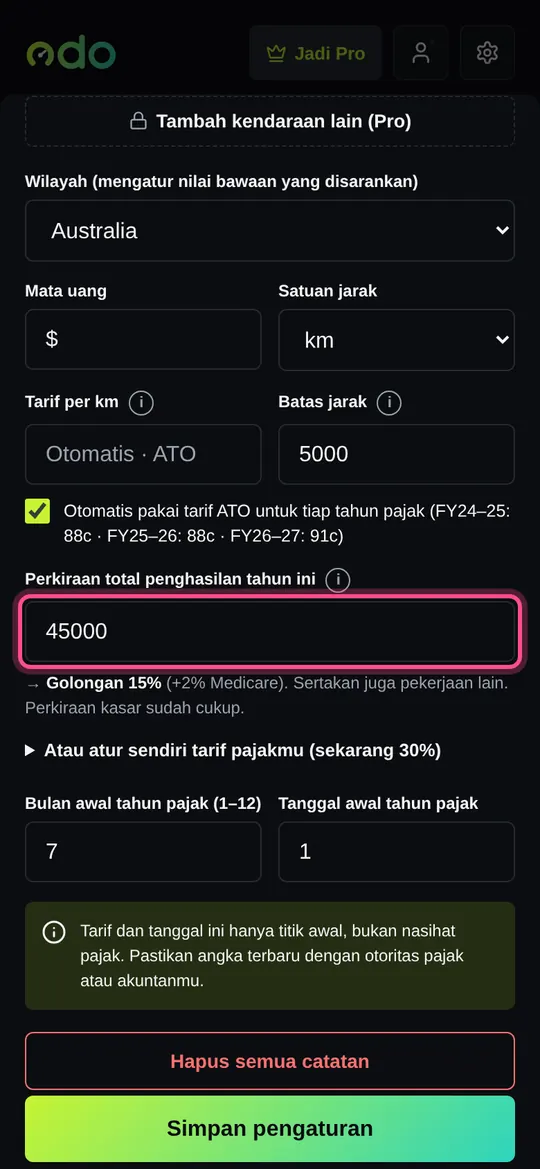 odo
Jadi Pro
Tambah kendaraan lain (Pro)
Wilayah (mengatur nilai bawaan yang disarankan)
Australia
Mata uang
Satuan jarak
$
km
Tarif per km i
Batas jarak i
Otomatis · ATO
5000
Otomatis pakai tarif ATO untuk tiap tahun pajak (FY24–25:
88c · FY25–26: 88c · FY26–27: 91c)
Perkiraan total penghasilan tahun ini i
45000
→ Golongan 15% (+2% Medicare). Sertakan juga pekerjaan lain.
Perkiraan kasar sudah cukup.
Atau atur sendiri tarif pajakmu (sekarang 30%)
Bulan awal tahun pajak (1–12)
Tanggal awal tahun pajak
7
1
Tarif dan tanggal ini hanya titik awal, bukan nasihat
pajak. Pastikan angka terbaru dengan otoritas pajak
atau akuntanmu.
Hapus semua catatan
Simpan pengaturan